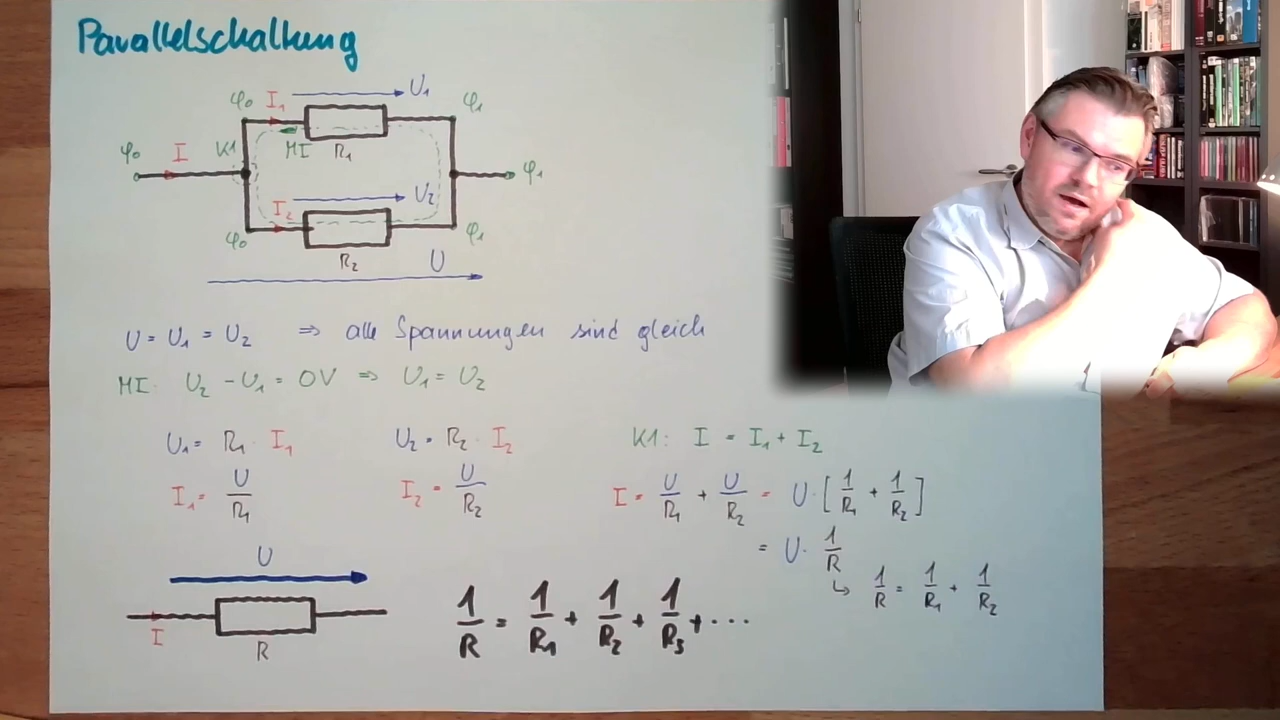 Parallelschaltung
U₁
φ₀ I₁ φ₁
φ₀ I K1 MI R₁ φ₁
I₂ U₂
φ₀ φ₁
R₂ U
U = U₁ = U₂ ⇒ alle Spannungen sind gleich
MI: U₂ - U₁ = 0V ⇒ U₁ = U₂
U₁ = R₁ · I₁ U₂ = R₂ · I₂ K1: I = I₁ + I₂
I₁ = U/R₁ I₂ = U/R₂ I = U/R₁ + U/R₂ = U · [1/R₁ + 1/R₂]
= U · 1/R
↳ 1/R = 1/R₁ + 1/R₂
U
I R
1/R = 1/R₁ + 1/R₂ + 1/R₃ + ...